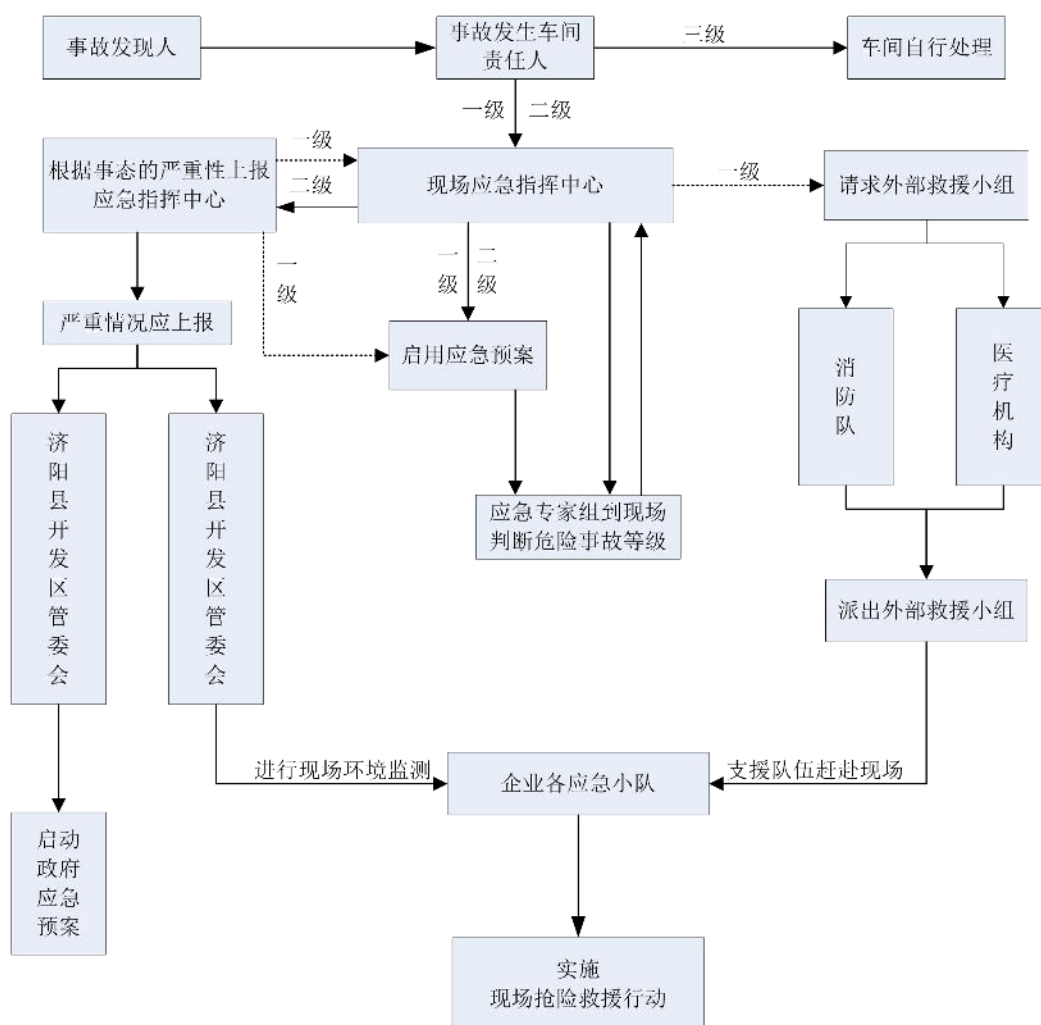 事故发现人
事故发生车间
责任人
三级
车间自行处理
一级
二级
根据事态的严重性上报
应急指挥中心
一级
二级
现场应急指挥中心
一级
请求外部救援小组
一级
一级
二级
严重情况应上报
启用应急预案
消防队
医疗机构
济阳县开发区管委会
济阳县开发区管委会
应急专家组到现场
判断危险事故等级
派出外部救援小组
进行现场环境监测
企业各应急小队
支援队伍赶赴现场
启动
政府
应急
预案
实施
现场抢险救援行动